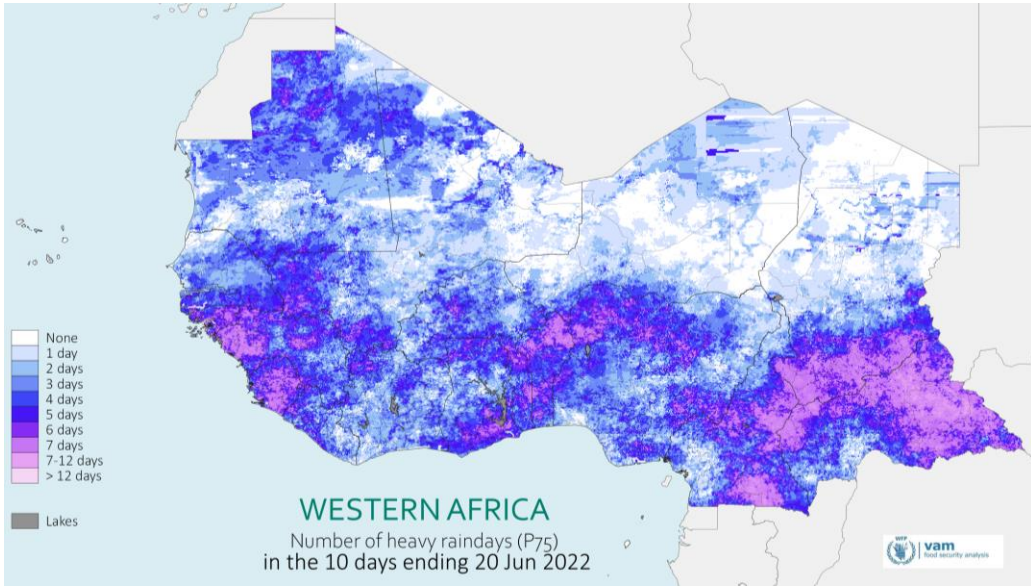 None
1 day
2 days
3 days
4 days
5 days
6 days
7 days
7-12 days
> 12 days
Lakes
WESTERN AFRICA
Number of heavy raindays (P75)
in the 10 days ending 20 Jun 2022
WFP
vam
food security analysis